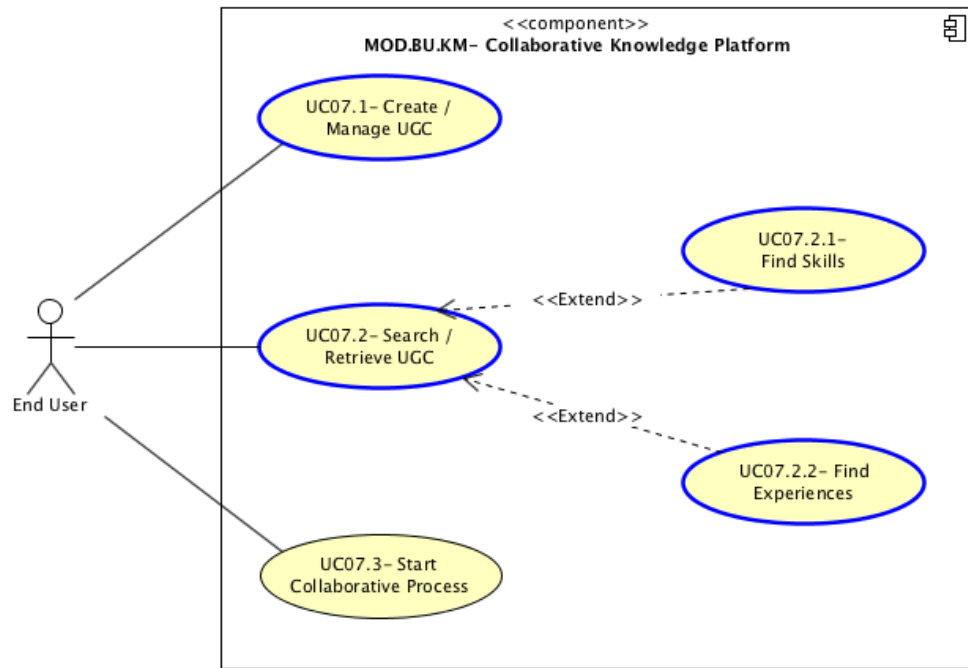 <<component>>
MOD.BU.KM- Collaborative Knowledge Platform
UC07.1- Create /
Manage UGC
UC07.2.1-
Find Skills
<<Extend>>
UC07.2- Search /
Retrieve UGC
End User
<<Extend>>
UC07.2.2- Find
Experiences
UC07.3- Start
Collaborative Process